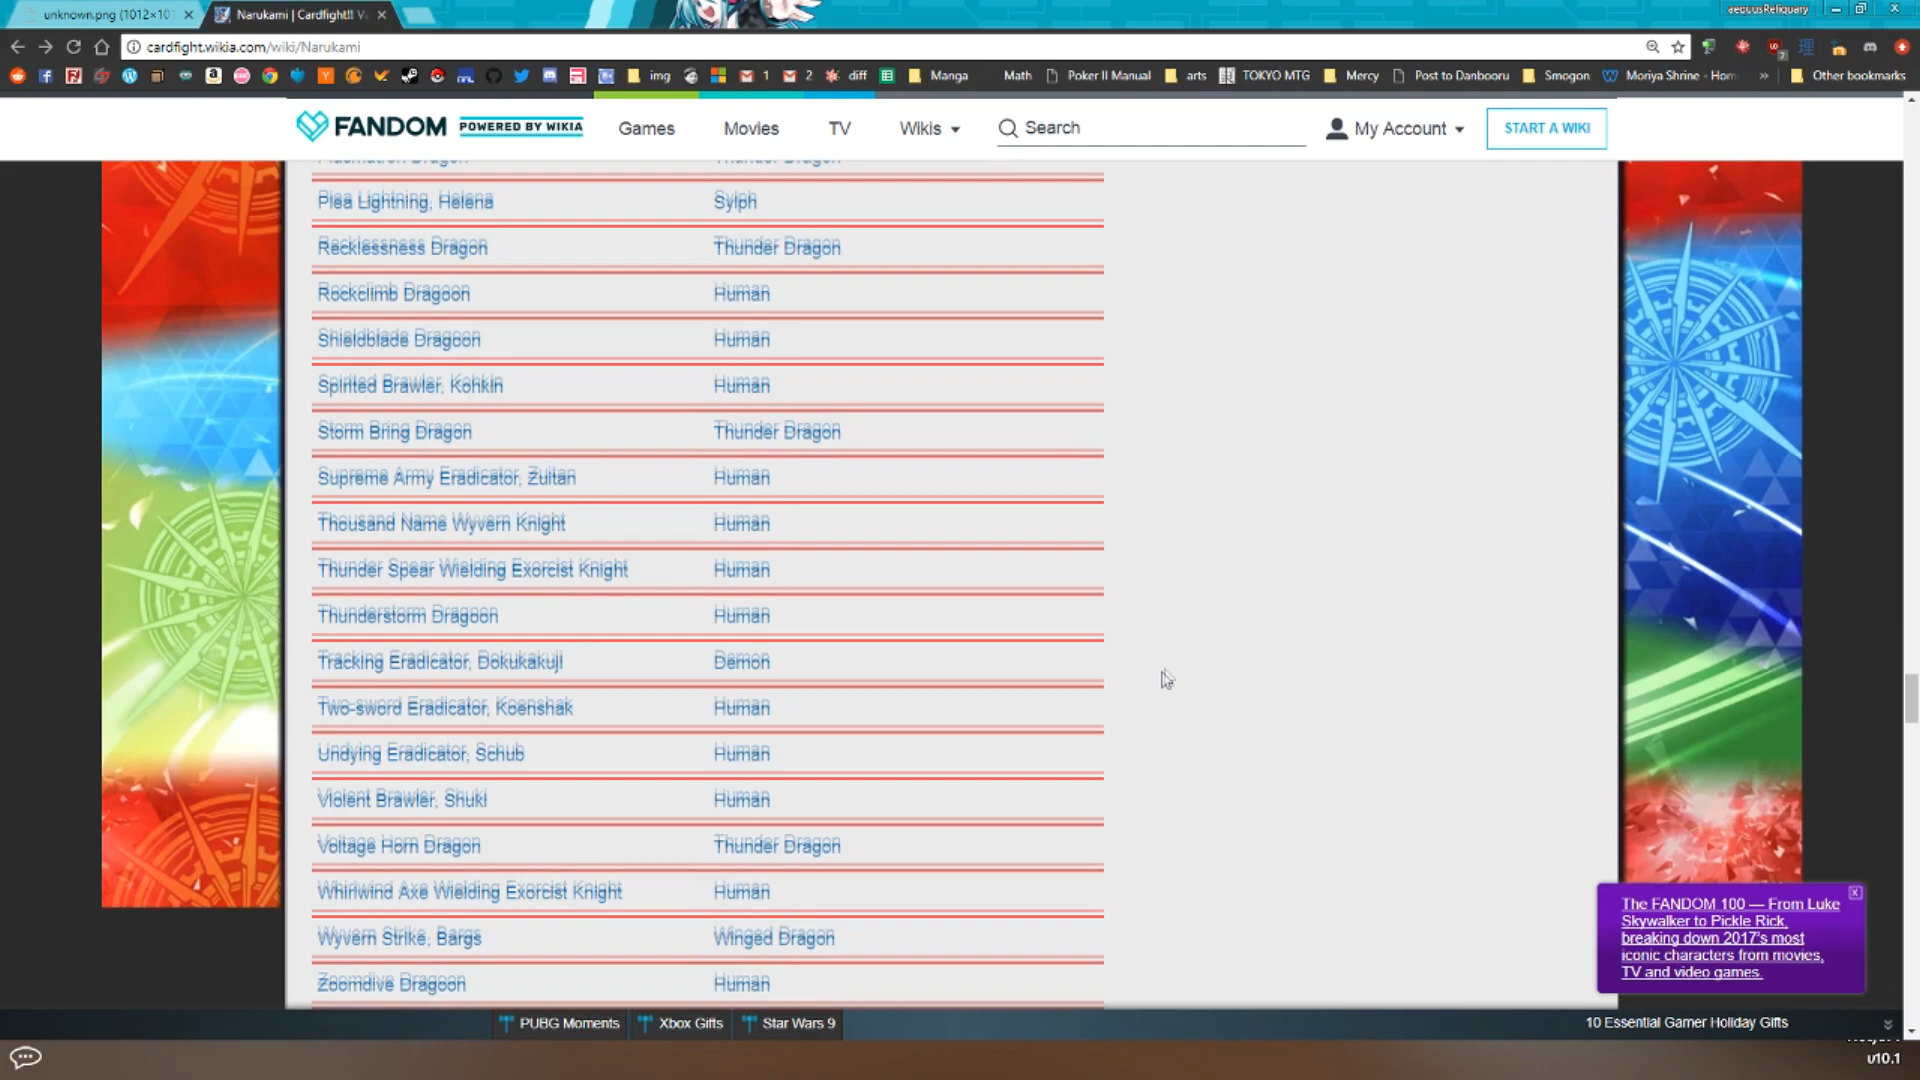 unknown.png (1012×101
Narukami | Cardfight!! Va
aequusReliquary
cardfight.wikia.com/wiki/Narukami
img
1
2
diff
Manga
Math
Poker II Manual
arts
TOKYO MTG
Mercy
Post to Danbooru
Smogon
Moriya Shrine - Hom
»
Other bookmarks
FANDOM POWERED BY WIKIA
Games
Movies
TV
Wikis
Search
My Account
START A WIKI
Plasmatron Dragon Thunder Dragon
Plea Lightning, Helena Sylph
Recklessness Dragon Thunder Dragon
Rockclimb Dragoon Human
Shieldblade Dragoon Human
Spirited Brawler, Kohkin Human
Storm Bring Dragon Thunder Dragon
Supreme Army Eradicator, Zuitan Human
Thousand Name Wyvern Knight Human
Thunder Spear Wielding Exorcist Knight Human
Thunderstorm Dragoon Human
Tracking Eradicator, Dokukakuji Demon
Two-sword Eradicator, Koenshak Human
Undying Eradicator, Schub Human
Violent Brawler, Shuki Human
Voltage Horn Dragon Thunder Dragon
Whirlwind Axe Wielding Exorcist Knight Human
Wyvern Strike, Bargs Winged Dragon
Zoomdive Dragoon Human
The FANDOM 100 — From Luke
Skywalker to Pickle Rick,
breaking down 2017's most
iconic characters from movies,
TV and video games.
PUBG Moments
Xbox Gifts
Star Wars 9
10 Essential Gamer Holiday Gifts
v10.1